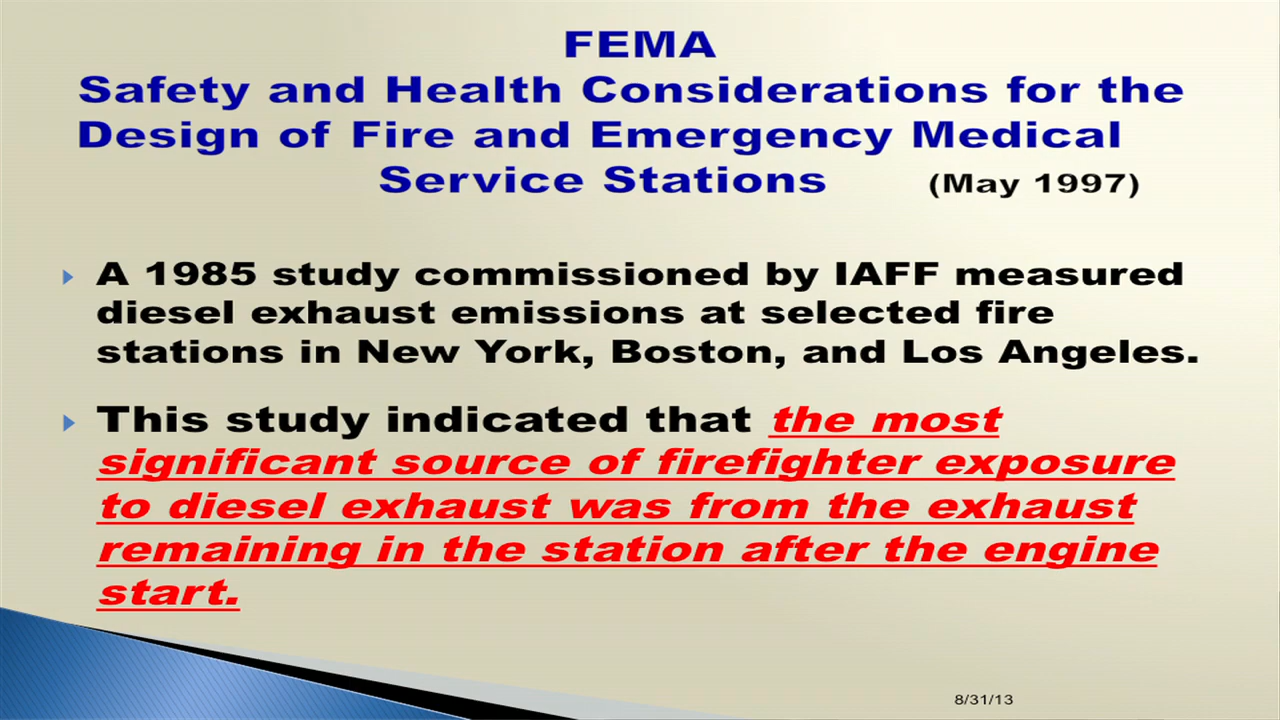 FEMA
Safety and Health Considerations for the
Design of Fire and Emergency Medical
Service Stations (May 1997)
A 1985 study commissioned by IAFF measured
diesel exhaust emissions at selected fire
stations in New York, Boston, and Los Angeles.
This study indicated that the most
significant source of firefighter exposure
to diesel exhaust was from the exhaust
remaining in the station after the engine
start.
8/31/13